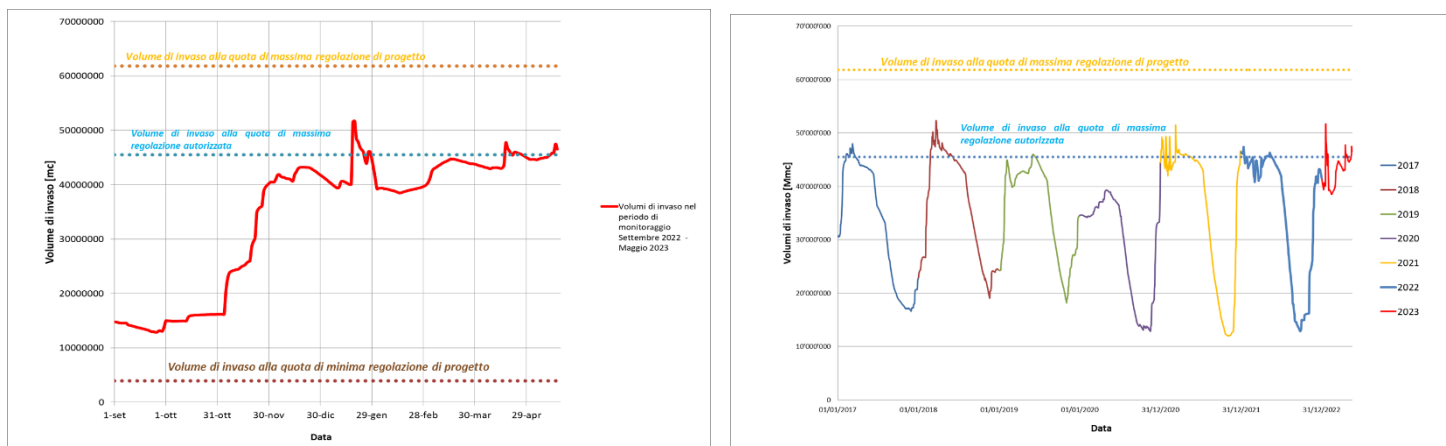 70000000
60000000
50000000
40000000
30000000
20000000
10000000
0
Volume di invaso [mc]
Volume di invaso alla quota di massima regolazione di progetto
Volume di invaso alla quota di massima
regolazione autorizzata
Volume di invaso alla quota di minima regolazione di progetto
1-set 1-ott 31-ott 30-nov 30-dic 29-gen 28-feb 30-mar 29-apr
Data
Volumi di invaso nel
periodo di
monitoraggio
Settembre 2022 -
Maggio 2023
70'000'000
60'000'000
50'000'000
40'000'000
30'000'000
20'000'000
10'000'000
0
Volumi di invaso [Mmc]
Volume di invaso alla quota di massima regolazione di progetto
Volume di invaso alla quota di massima
regolazione autorizzata
01/01/2017 01/01/2018 01/01/2019 01/01/2020 31/12/2020 31/12/2021 31/12/2022
Data
2017
2018
2019
2020
2021
2022
2023